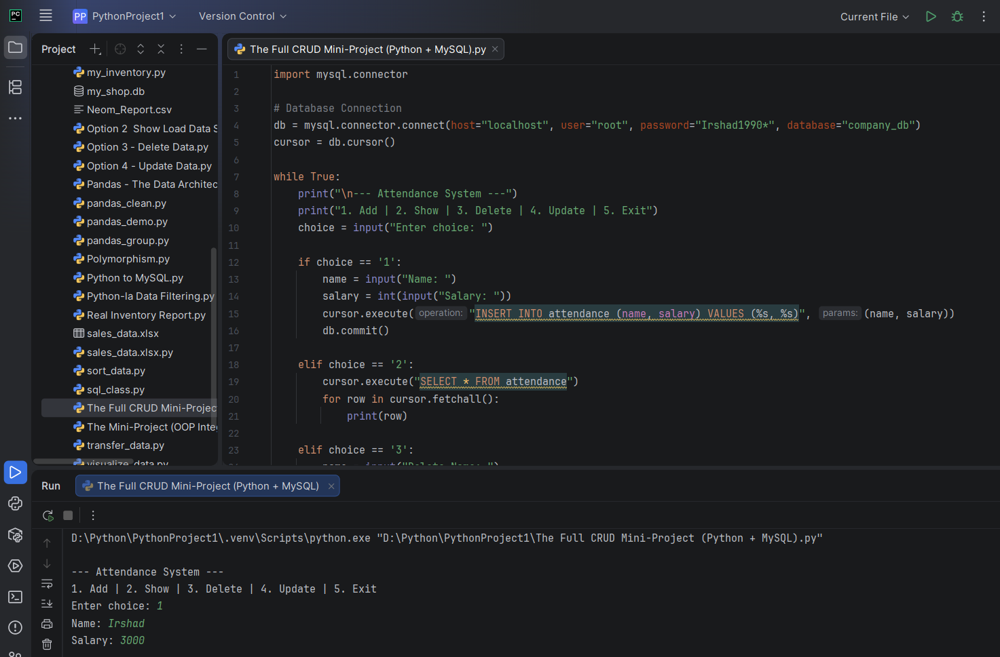 PC
PP PythonProject1
Version Control
Current File
Project
my_inventory.py
my_shop.db
Neom_Report.csv
Option 2  Show Load Data S
Option 3 - Delete Data.py
Option 4 - Update Data.py
Pandas - The Data Architec
pandas_clean.py
pandas_demo.py
pandas_group.py
Polymorphism.py
Python to MySQL.py
Python-la Data Filtering.py
Real Inventory Report.py
sales_data.xlsx
sales_data.xlsx.py
sort_data.py
sql_class.py
The Full CRUD Mini-Projec
The Mini-Project (OOP Inte
transfer_data.py
visualize_data.py
The Full CRUD Mini-Project (Python + MySQL).py
1 import mysql.connector
2
3 # Database Connection
4 db = mysql.connector.connect(host="localhost", user="root", password="Irshad1990*", database="company_db")
5 cursor = db.cursor()
6
7 while True:
8 print("\n--- Attendance System ---")
9 print("1. Add | 2. Show | 3. Delete | 4. Update | 5. Exit")
10 choice = input("Enter choice: ")
11
12 if choice == '1':
13 name = input("Name: ")
14 salary = int(input("Salary: "))
15 cursor.execute( operation: "INSERT INTO attendance (name, salary) VALUES (%s, %s)", params: (name, salary))
16 db.commit()
17
18 elif choice == '2':
19 cursor.execute("SELECT * FROM attendance")
20 for row in cursor.fetchall():
21 print(row)
22
23 elif choice == '3':
24 name = input("Delete Name: ")
Run
The Full CRUD Mini-Project (Python + MySQL)
D:\Python\PythonProject1\.venv\Scripts\python.exe "D:\Python\PythonProject1\The Full CRUD Mini-Project (Python + MySQL).py"
--- Attendance System ---
1. Add | 2. Show | 3. Delete | 4. Update | 5. Exit
Enter choice: 1
Name: Irshad
Salary: 3000